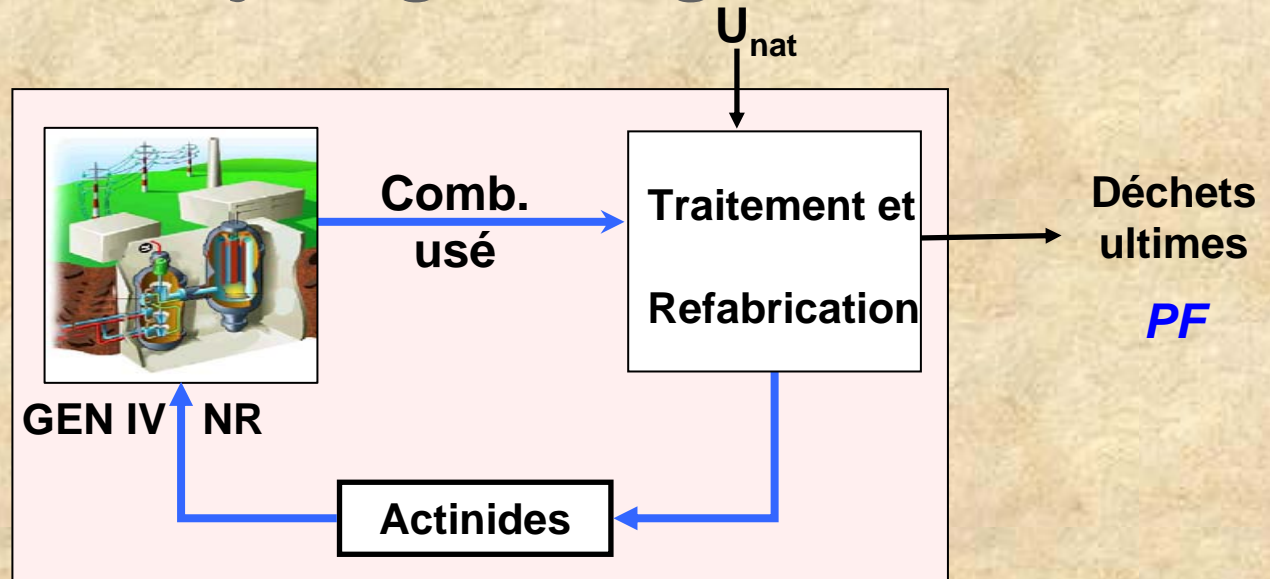 U nat
Comb.
usé
Traitement et
Refabrication
Déchets
ultimes
PF
GEN IV NR
Actinides